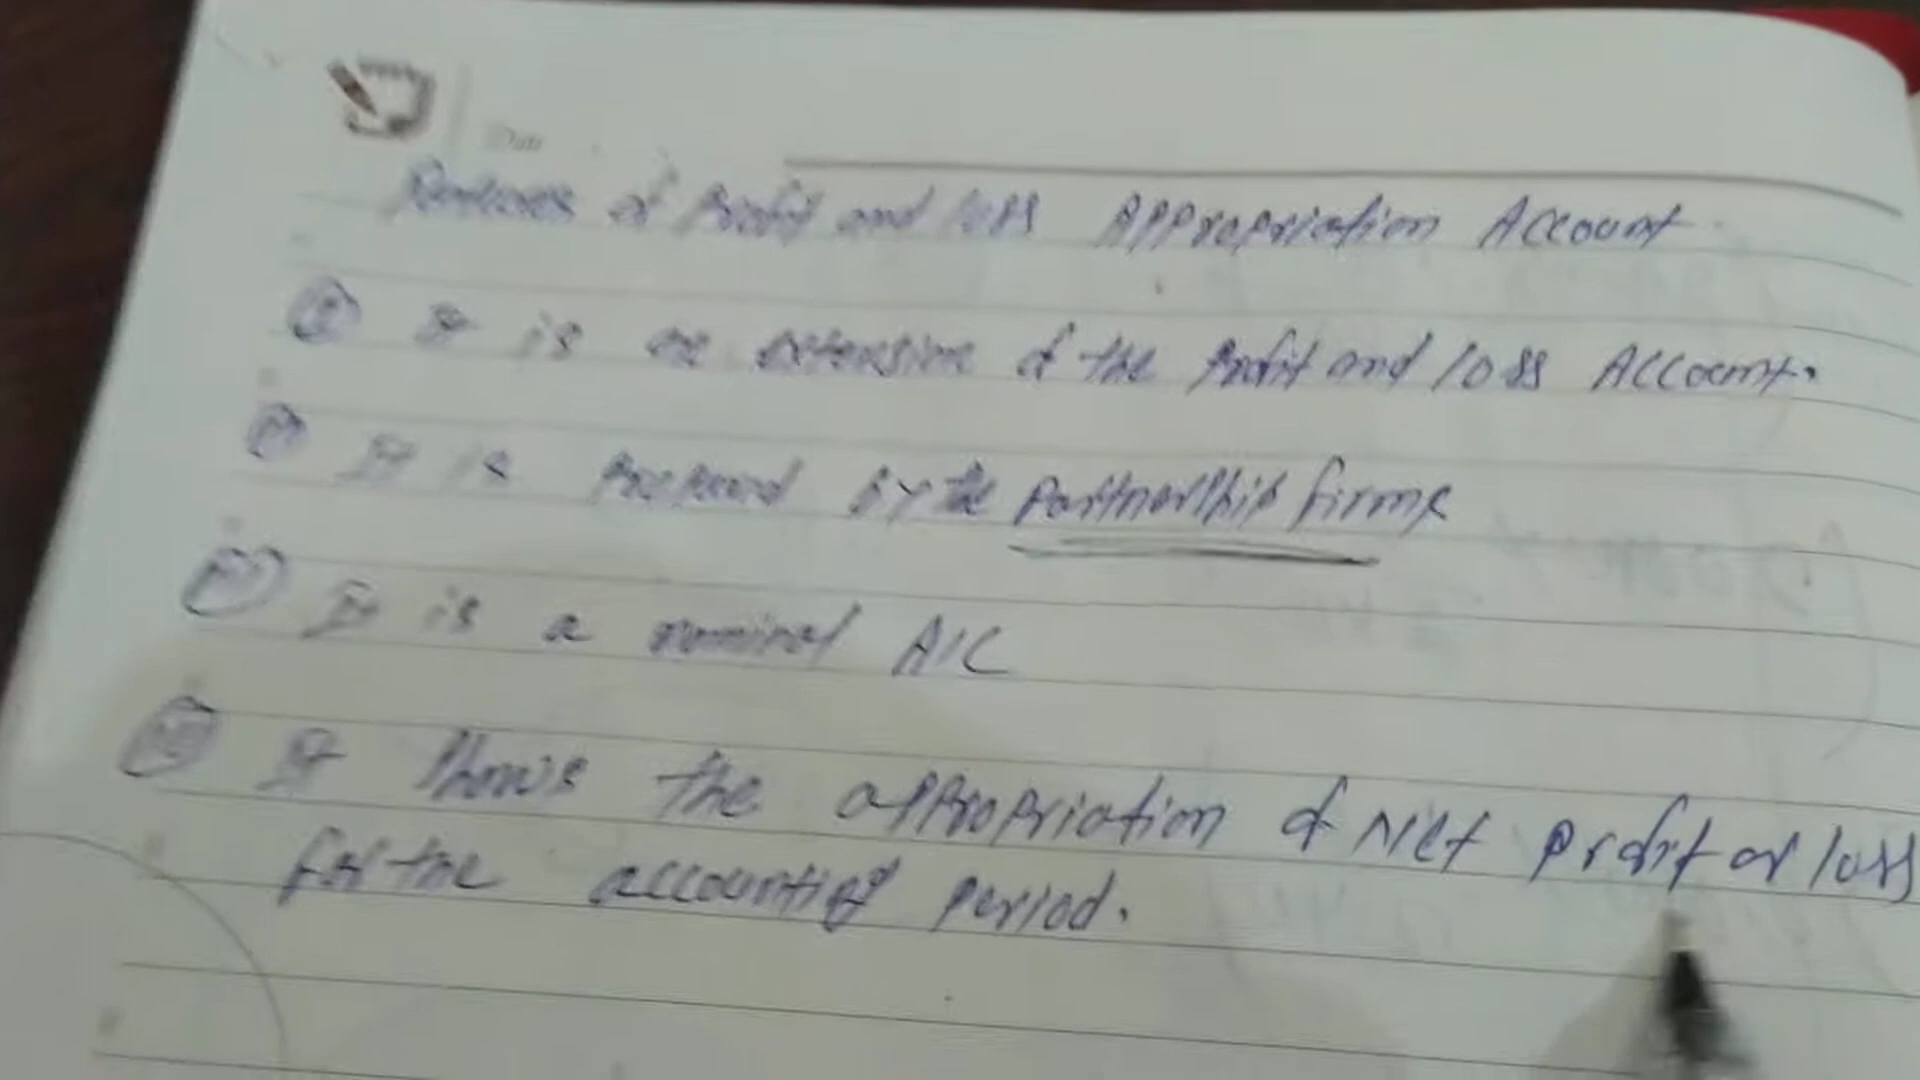 Features of Profit and loss Appropriation Account
It is an extension of the Profit and loss Account.
It is Prepared by the Partnership firms
It is a nominal A/C
It shows the appropriation of Net Profit or loss
for the accounting period.